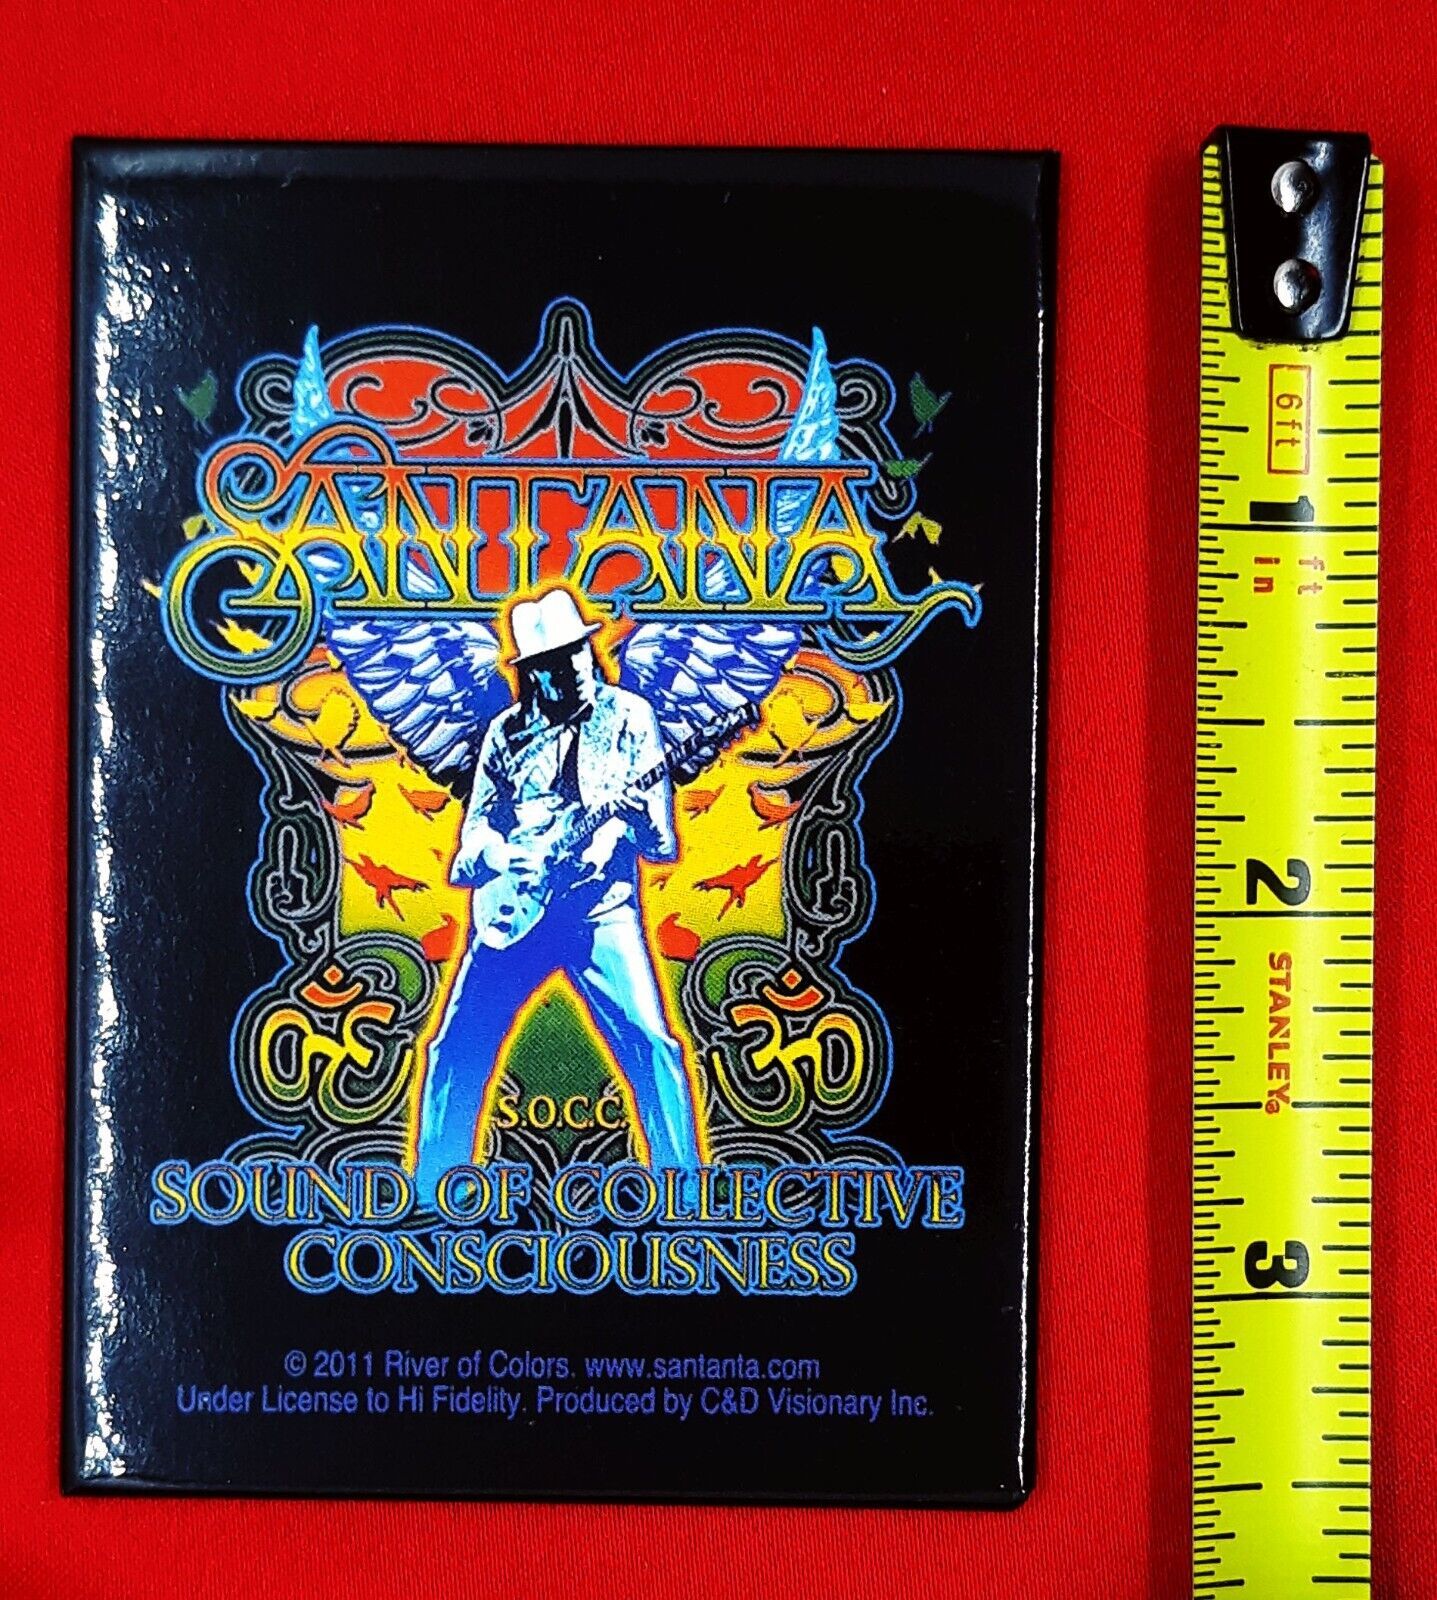 SANTANA
S.O.C.C.
SOUND OF COLLECTIVE
CONSCIOUSNESS
© 2011 River of Colors. www.santanta.com
Under License to Hi Fidelity. Produced by C&D Visionary Inc.
6ft
1 ft
in
2
STANLEY®
3